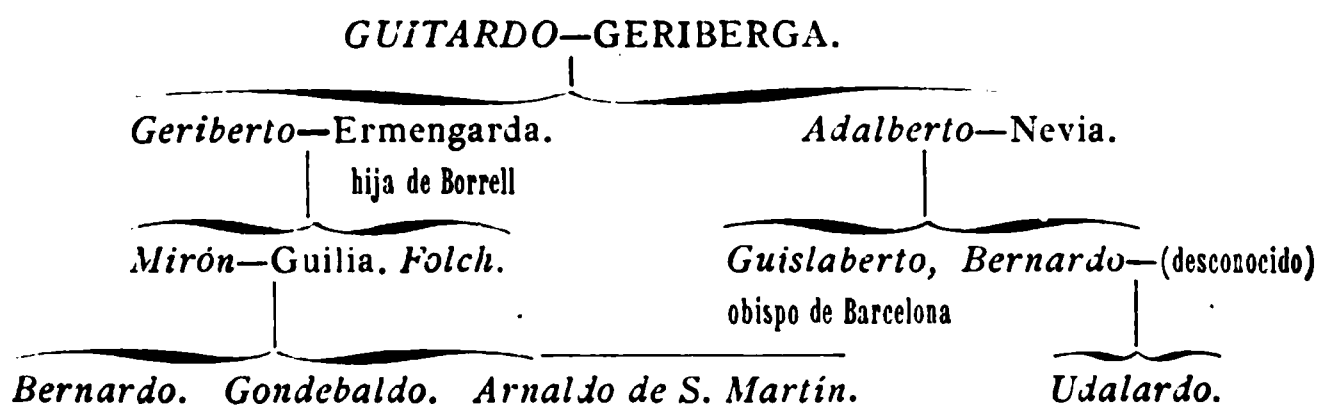 GUITARDO—GERIBERGA.
Geriberto—Ermengarda. Adalberto—Nevia.
hija de Borrell
Mirón—Guilia. Folch. Guislaberto, Bernardo—(desconocido)
obispo de Barcelona
Bernardo. Gondebaldo. Arnaldo de S. Martín. Udalardo.